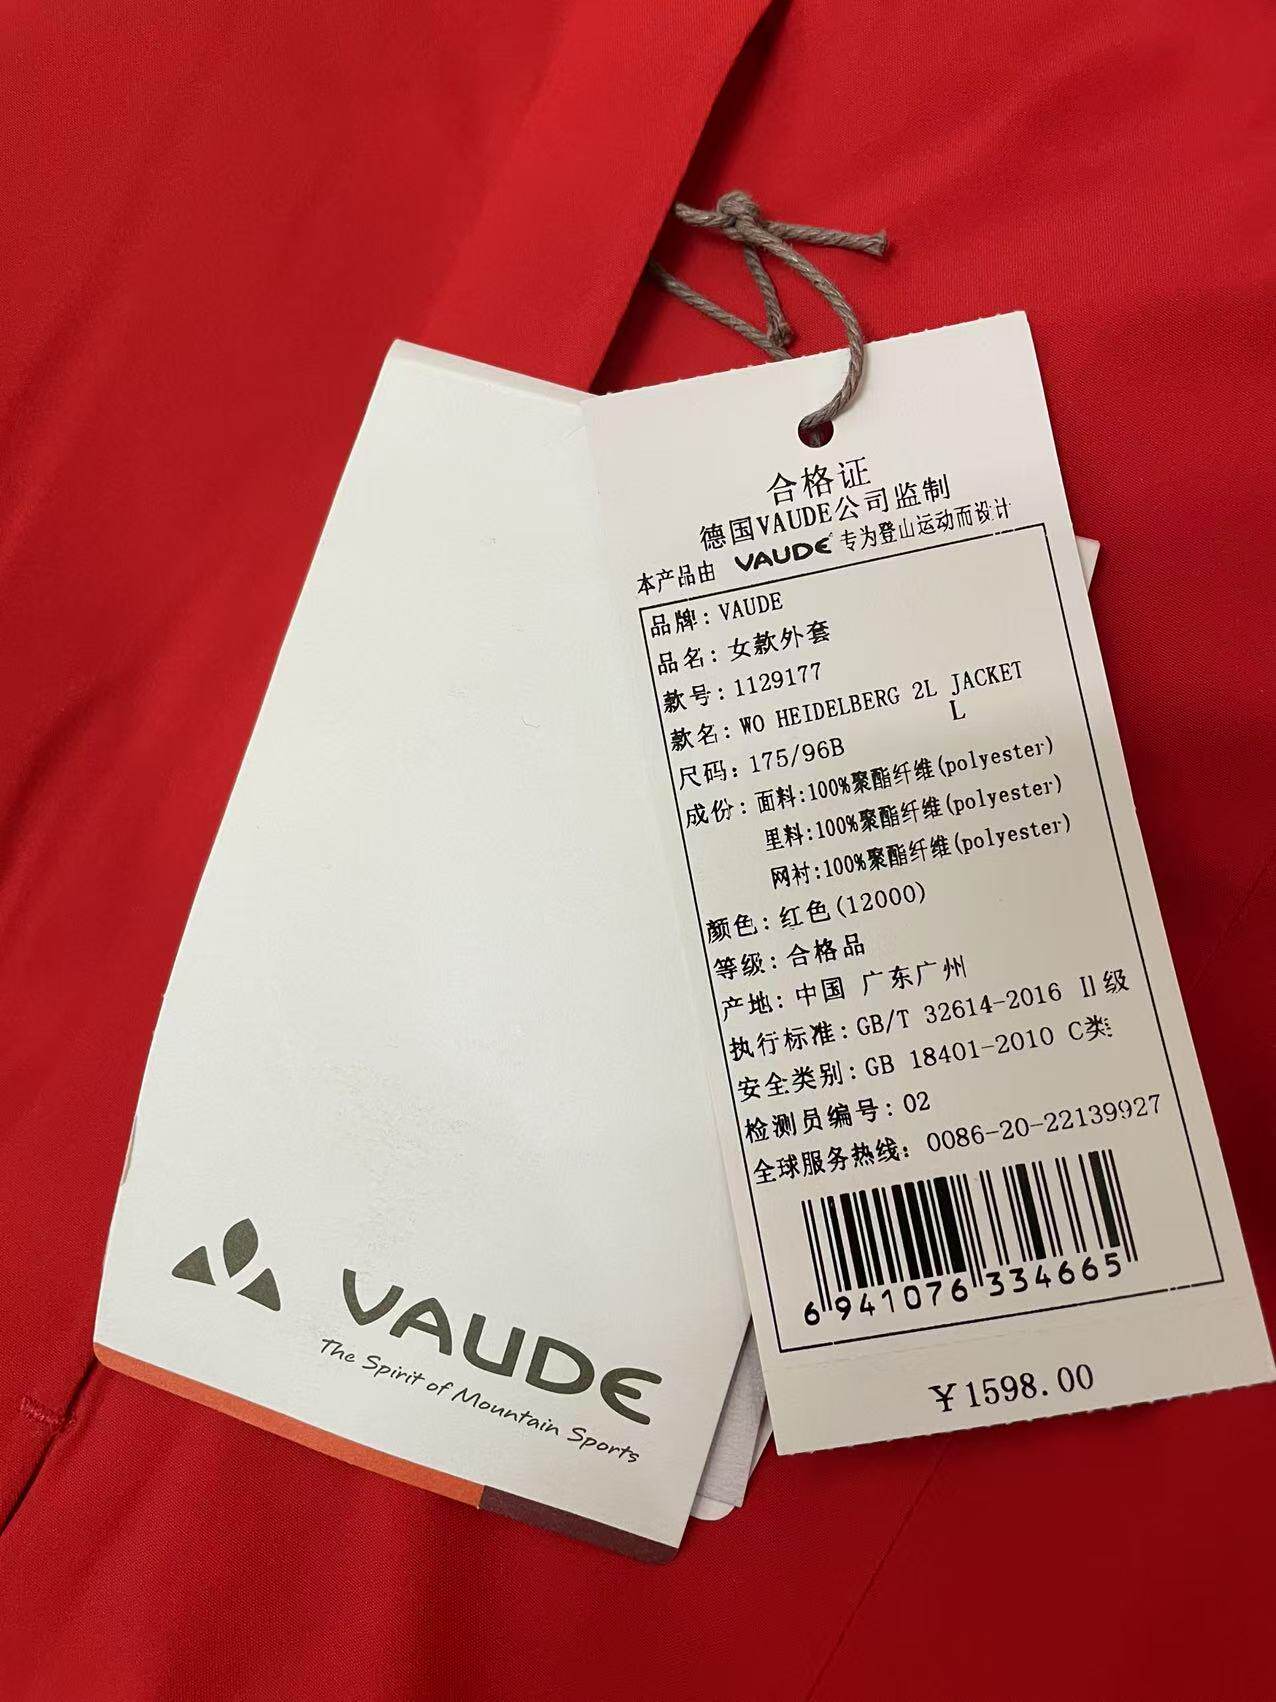 合格证
德国VAUDE公司监制
本产品由 VAUDE 专为登山运动而设计
品牌: VAUDE
品名: 女款外套
款号: 1129177
款名: WO HEIDELBERG 2L JACKET
L
尺码: 175/96B
成份: 面料:100%聚酯纤维(polyester)
里料:100%聚酯纤维(polyester)
网衬:100%聚酯纤维(polyester)
颜色: 红色(12000)
等级: 合格品
产地: 中国 广东广州
执行标准: GB/T 32614-2016 Ⅱ级
安全类别: GB 18401-2010 C类
检测员编号: 02
全球服务热线: 0086-20-22139927
6 941076 334665
¥1598.00
VAUDE
The Spirit of Mountain Sports